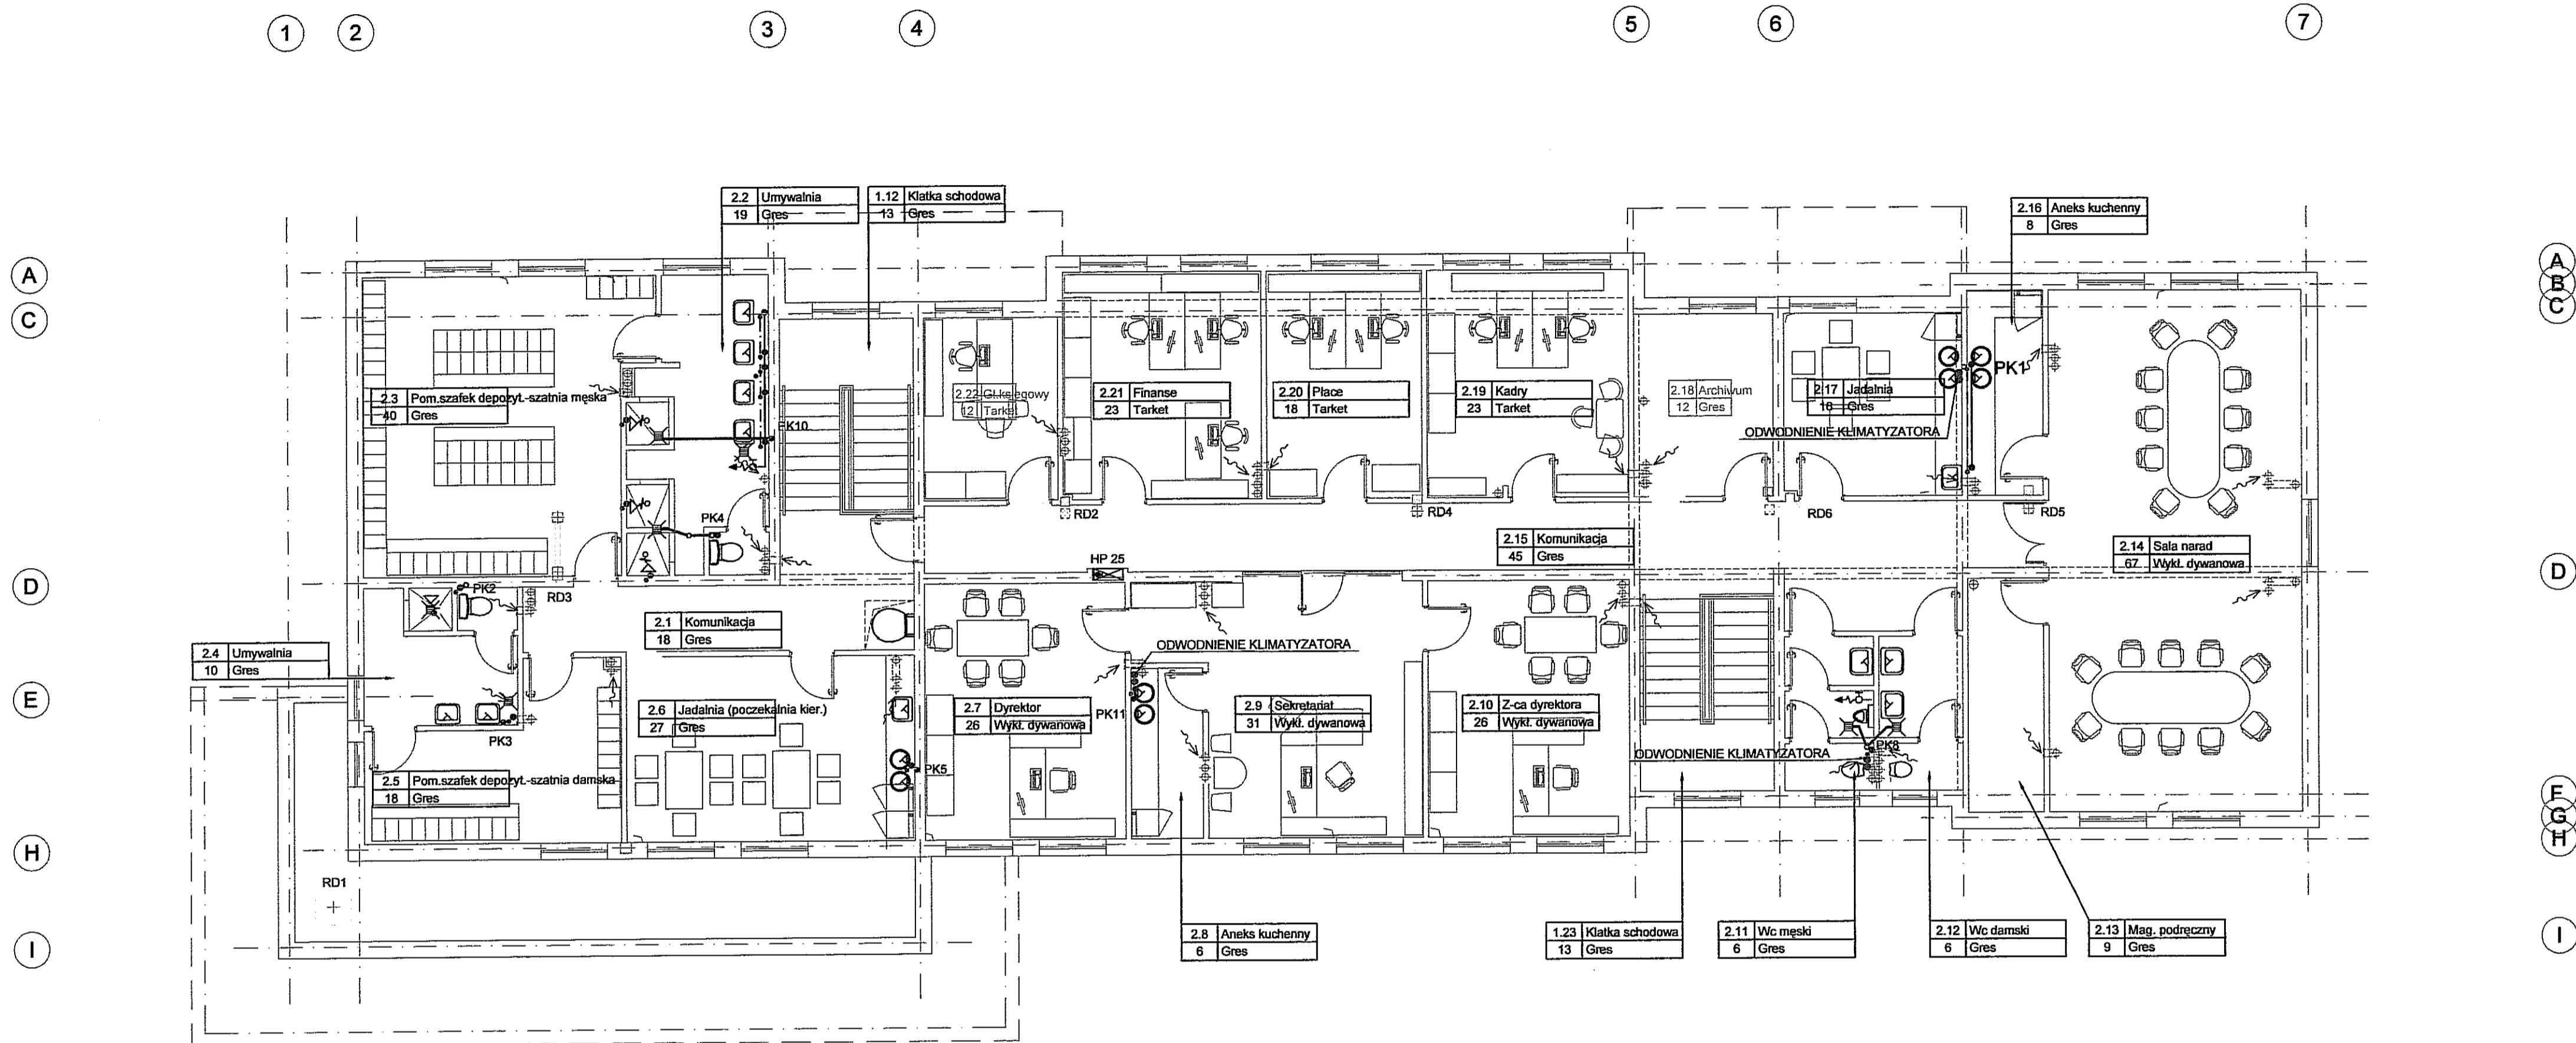 1 2 3 4 5 6 7
2.2 Umywalnia
19 Gres
1.12 Klatka schodowa
13 Gres
2.16 Aneks kuchenny
8 Gres
A A
B
C C
2.3 Pom.szafek depozyt.-szatnia męska
40 Gres
PK10
2.22 Gł.księgowy
12 Tarket
2.21 Finanse
23 Tarket
2.20 Płace
18 Tarket
2.19 Kadry
23 Tarket
2.18 Archiwum
12 Gres
2.17 Jadalnia
18 Gres
PK1
ODWODNIENIE KLIMATYZATORA
PK4
RD2
RD4
RD6
RD5
2.15 Komunikacja
45 Gres
2.14 Sala narad
67 Wykł. dywanowa
HP 25
D D
PK2
RD3
2.1 Komunikacja
18 Gres
ODWODNIENIE KLIMATYZATORA
2.4 Umywalnia
10 Gres
E
2.6 Jadalnia (poczekalnia kier.)
27 Gres
2.7 Dyrektor
26 Wykł. dywanowa
PK11
2.9 Sekretariat
31 Wykł. dywanowa
2.10 Z-ca dyrektora
26 Wykł. dywanowa
PK3
PK8
ODWODNIENIE KLIMATYZATORA
PK5
2.5 Pom.szafek depozyt.-szatnia damska
18 Gres
F
G
H H
RD1
2.8 Aneks kuchenny
6 Gres
1.23 Klatka schodowa
13 Gres
2.11 Wc męski
6 Gres
2.12 Wc damski
6 Gres
2.13 Mag. podręczny
9 Gres
I I